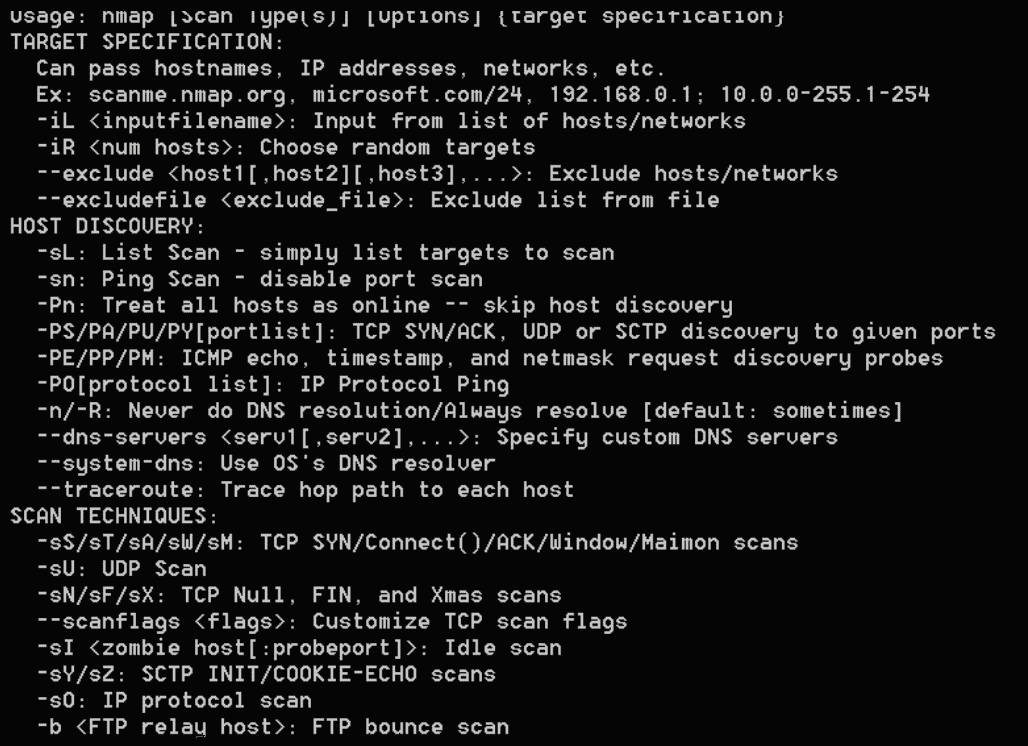 Usage: nmap [Scan Type(s)] [Options] {target specification}
TARGET SPECIFICATION:
  Can pass hostnames, IP addresses, networks, etc.
  Ex: scanme.nmap.org, microsoft.com/24, 192.168.0.1; 10.0.0-255.1-254
  -iL <inputfilename>: Input from list of hosts/networks
  -iR <num hosts>: Choose random targets
  --exclude <host1[,host2][,host3],...>: Exclude hosts/networks
  --excludefile <exclude_file>: Exclude list from file
HOST DISCOVERY:
  -sL: List Scan - simply list targets to scan
  -sn: Ping Scan - disable port scan
  -Pn: Treat all hosts as online -- skip host discovery
  -PS/PA/PU/PY[portlist]: TCP SYN/ACK, UDP or SCTP discovery to given ports
  -PE/PP/PM: ICMP echo, timestamp, and netmask request discovery probes
  -PO[protocol list]: IP Protocol Ping
  -n/-R: Never do DNS resolution/Always resolve [default: sometimes]
  --dns-servers <serv1[,serv2],...>: Specify custom DNS servers
  --system-dns: Use OS's DNS resolver
  --traceroute: Trace hop path to each host
SCAN TECHNIQUES:
  -sS/sT/sA/sW/sM: TCP SYN/Connect()/ACK/Window/Maimon scans
  -sU: UDP Scan
  -sN/sF/sX: TCP Null, FIN, and Xmas scans
  --scanflags <flags>: Customize TCP scan flags
  -sI <zombie host[:probeport]>: Idle scan
  -sY/sZ: SCTP INIT/COOKIE-ECHO scans
  -sO: IP protocol scan
  -b <FTP relay host>: FTP bounce scan